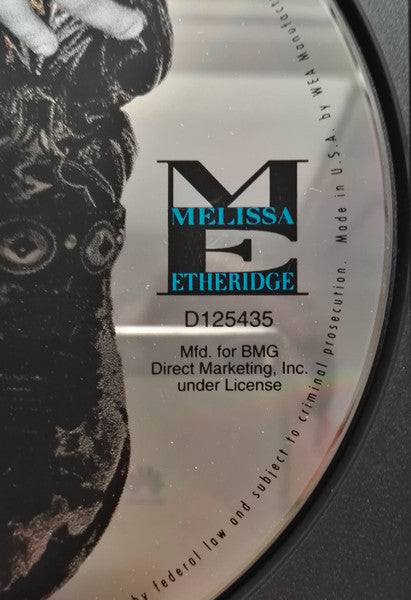 ME
MELISSA
ETHERIDGE
D125435
Mfd. for BMG
Direct Marketing, Inc.
under License
by federal law and subject to criminal prosecution. Made in U.S.A. by WEA